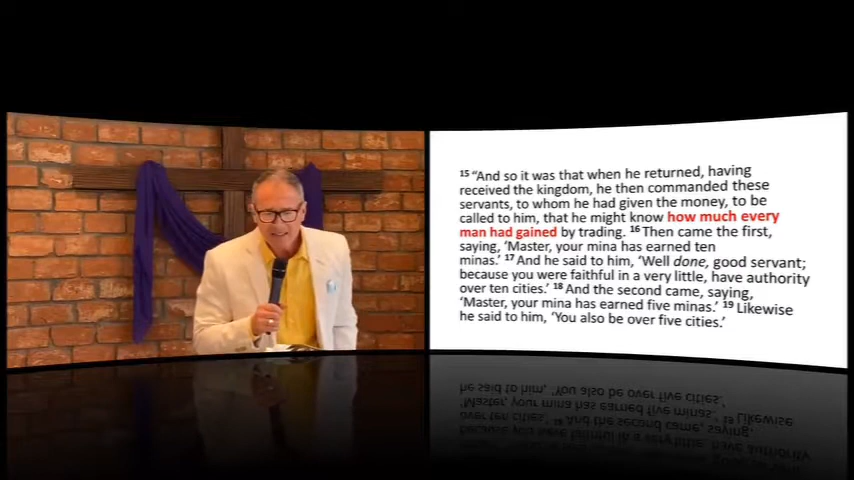 15 “And so it was that when he returned, having
received the kingdom, he then commanded these
servants, to whom he had given the money, to be
called to him, that he might know how much every
man had gained by trading. 16 Then came the first,
saying, ‘Master, your mina has earned ten
minas.’ 17 And he said to him, ‘Well done, good servant;
because you were faithful in a very little, have authority
over ten cities.’ 18 And the second came, saying,
‘Master, your mina has earned five minas.’ 19 Likewise
he said to him, ‘You also be over five cities.’